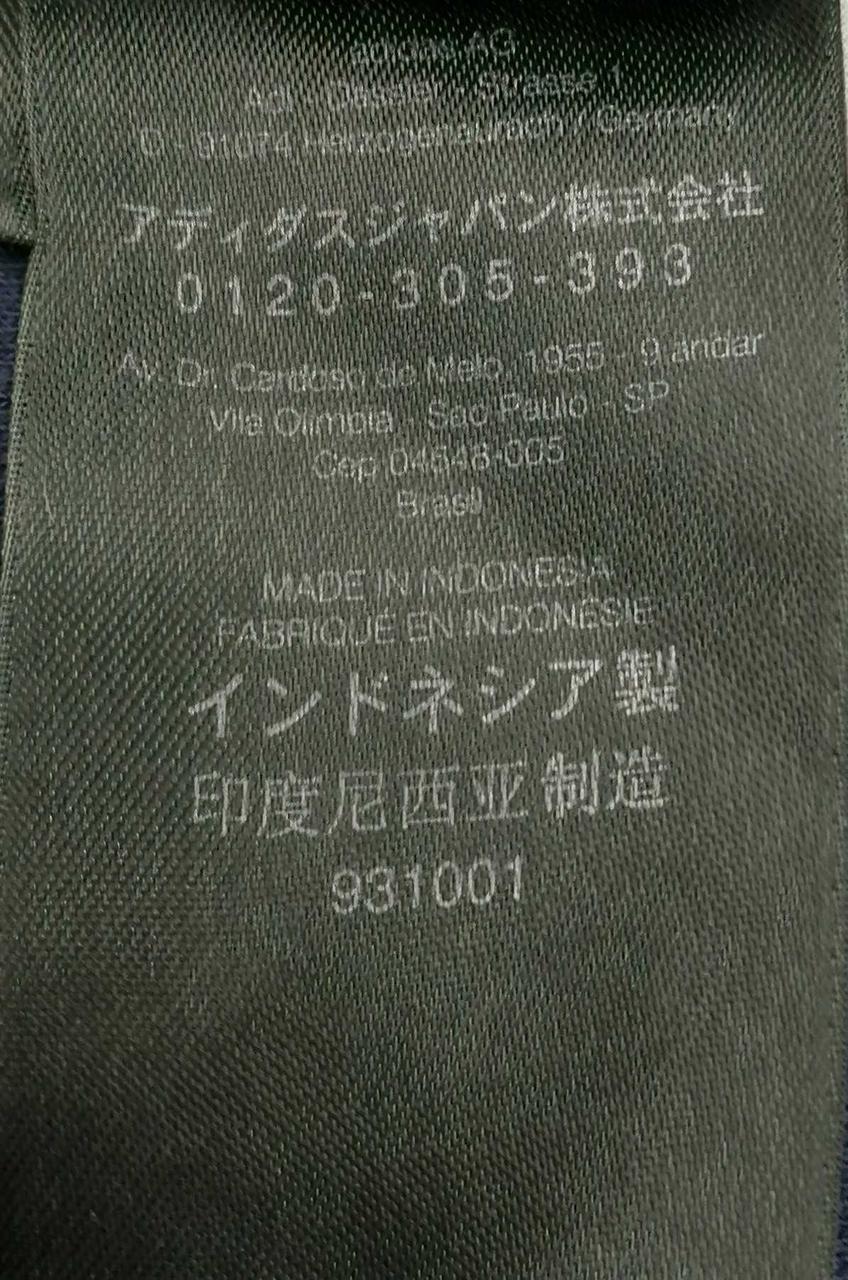 adidas AG
Adi - Dassler - Strasse 1
D - 91074 Herzogenaurach / Germany
アディダスジャパン株式会社
0120-305-393
Av. Dr. Cardoso de Melo, 1955 - 9 andar
Vila Olimpia Sao Paulo - SP
Cep 04548-005
Brasil
MADE IN INDONESIA
FABRIQUÉ EN INDONÉSIE
インドネシア製
印度尼西亚制造
931001